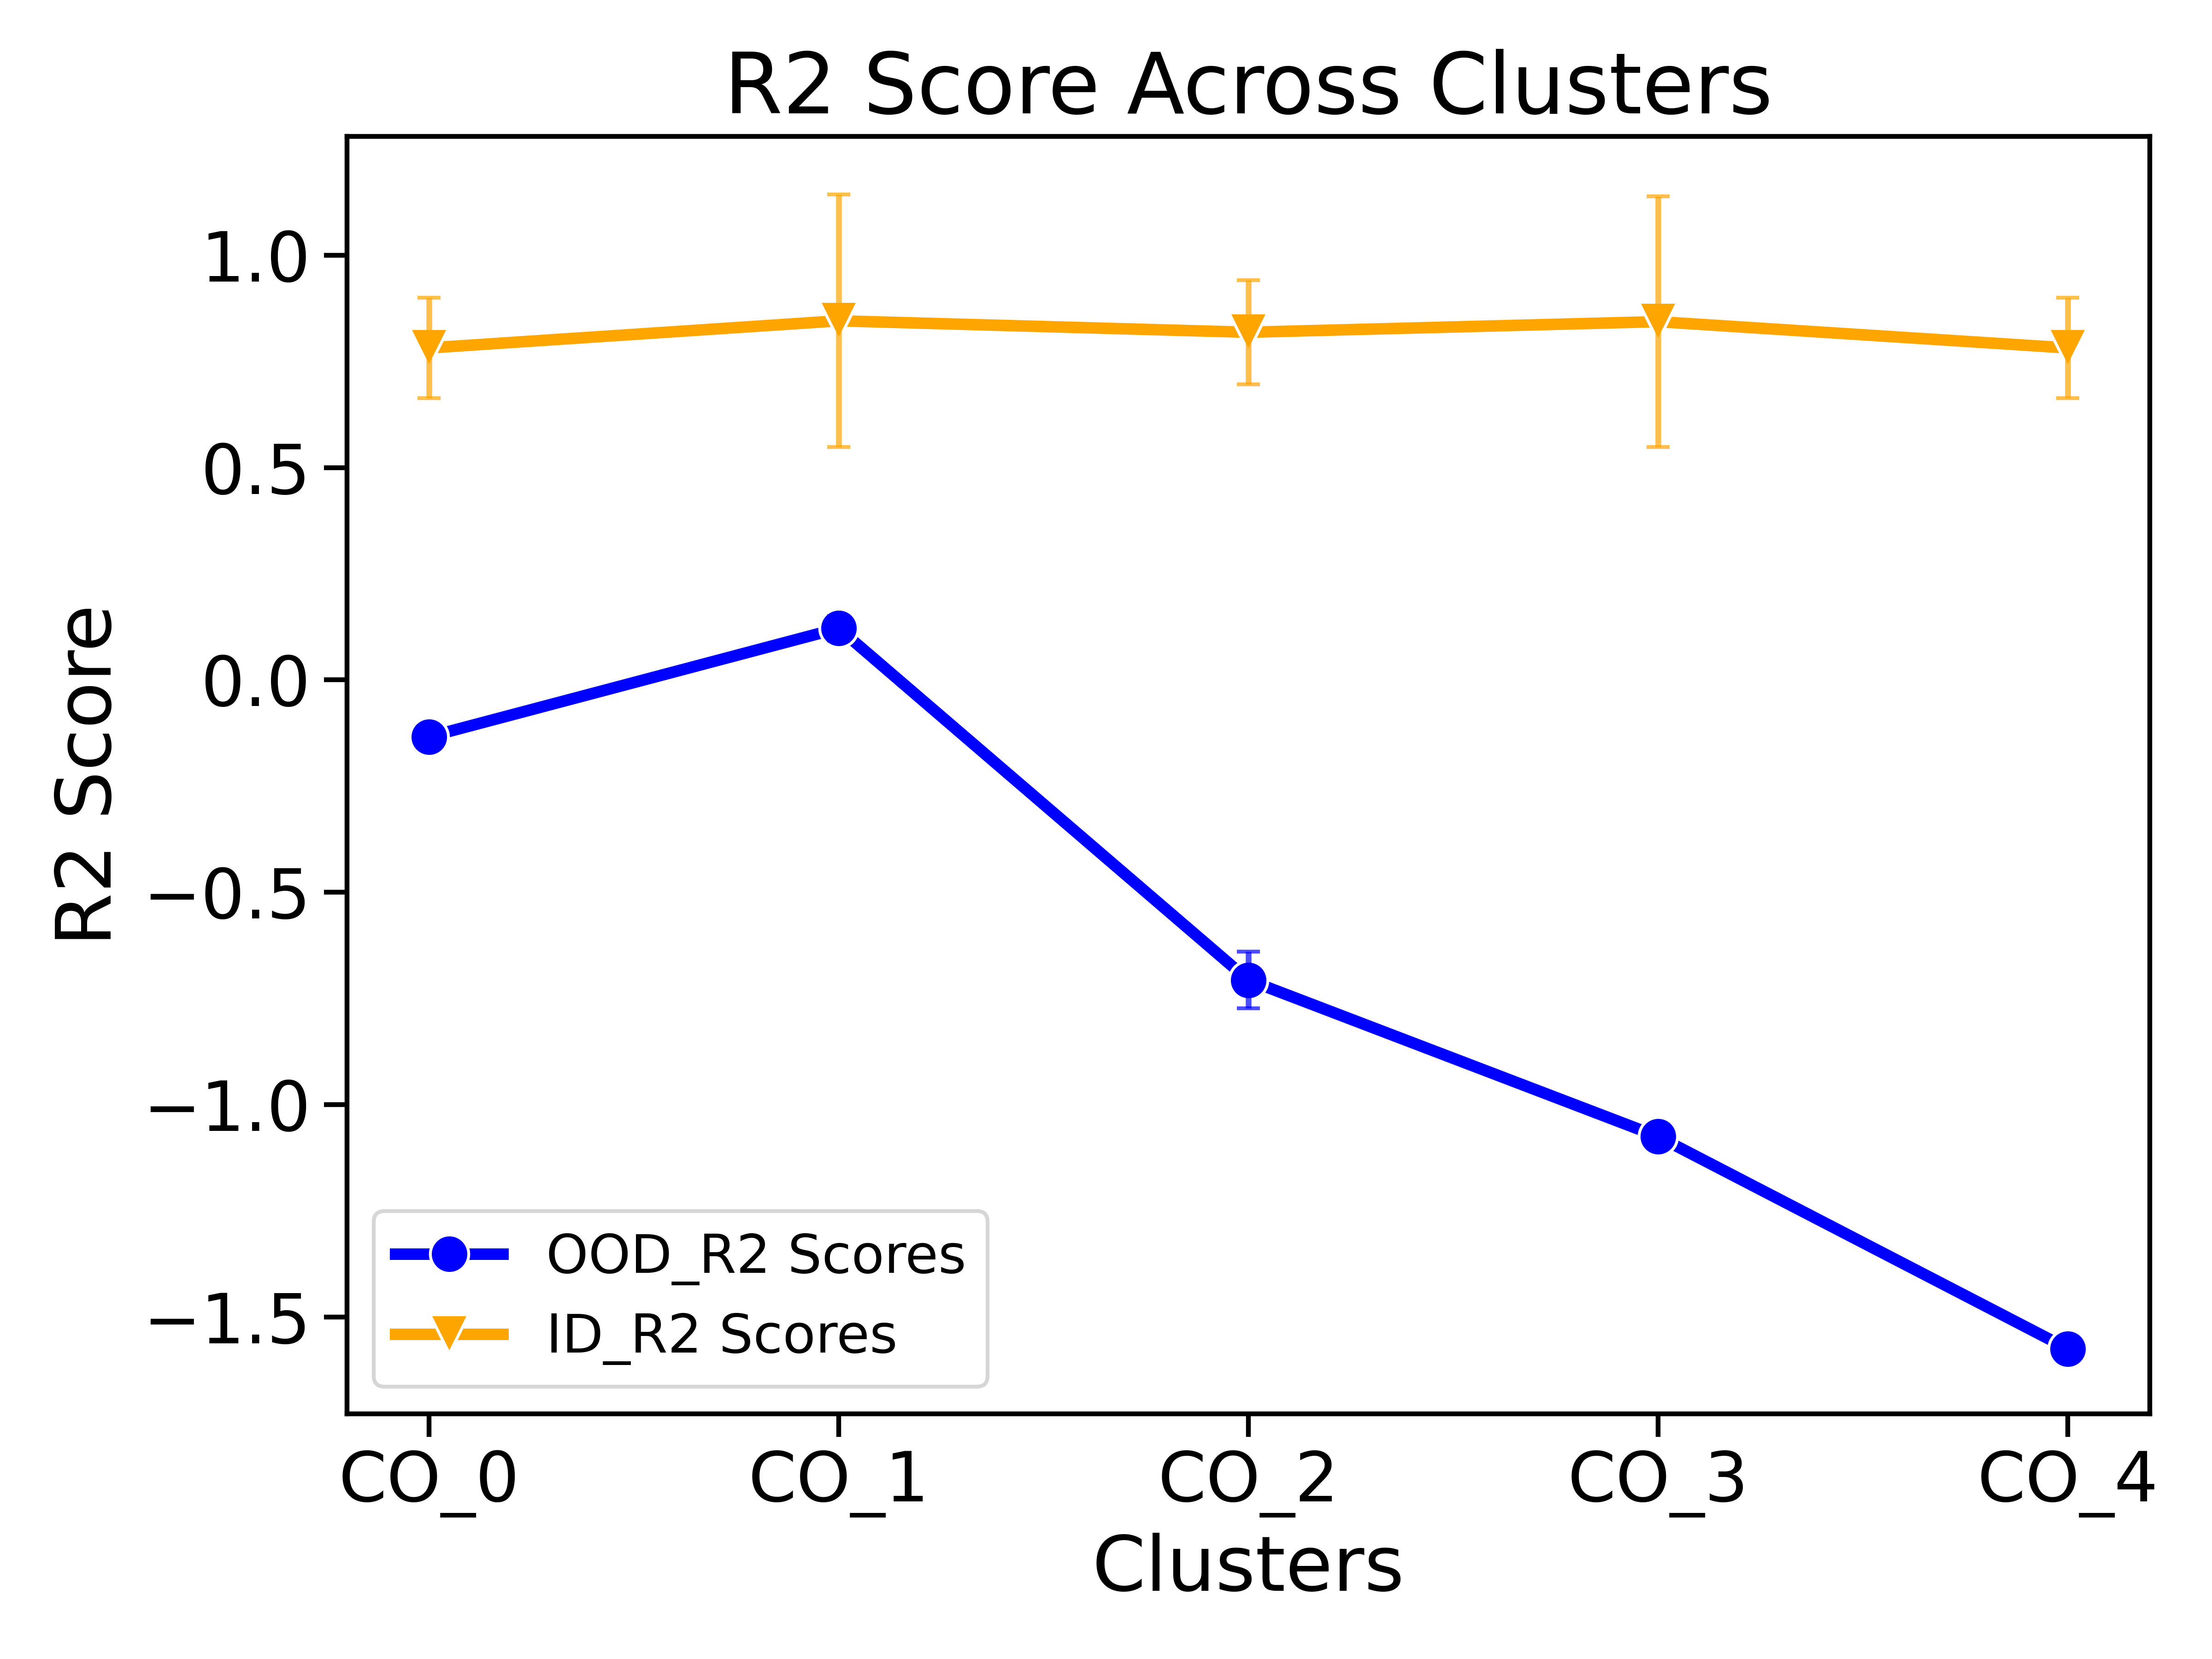 R2 Score Across Clusters
R2 Score
1.0
0.5
0.0
−0.5
−1.0
−1.5
OOD_R2 Scores
ID_R2 Scores
CO_0 CO_1 CO_2 CO_3 CO_4
Clusters